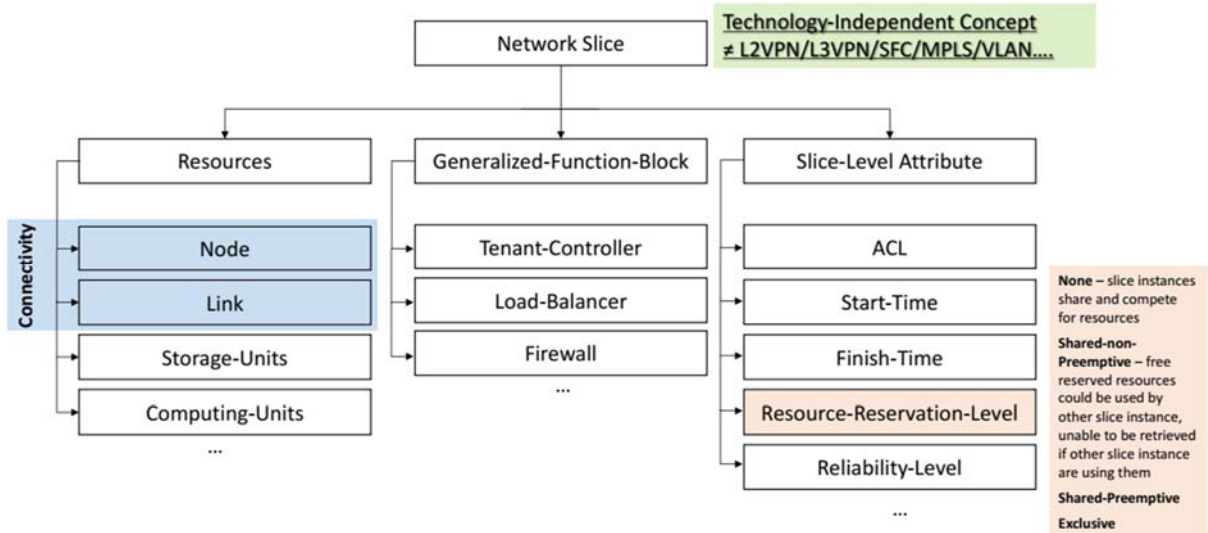 Network Slice
Technology-Independent Concept
≠ L2VPN/L3VPN/SFC/MPLS/VLAN....
Resources
Generalized-Function-Block
Slice-Level Attribute
Connectivity
Node
Link
Storage-Units
Computing-Units
...
Tenant-Controller
Load-Balancer
Firewall
...
ACL
Start-Time
Finish-Time
Resource-Reservation-Level
Reliability-Level
...
None – slice instances
share and compete
for resources
Shared-non-
Preemptive – free
reserved resources
could be used by
other slice instance,
unable to be retrieved
if other slice instance
are using them
Shared-Preemptive
Exclusive